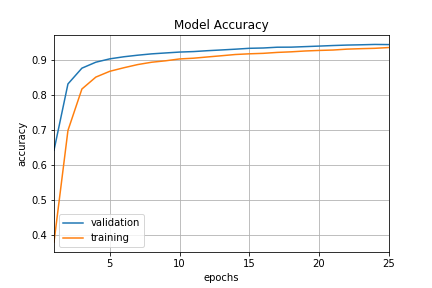 Model Accuracy
accuracy
0.9
0.8
0.7
0.6
0.5
0.4
validation
training
5 10 15 20 25
epochs